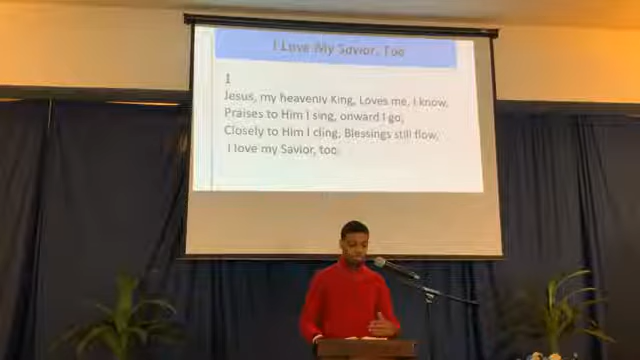 I Love My Savior, Too
1
Jesus, my heavenly King, Loves me, I know,
Praises to Him I sing, onward I go,
Closely to Him I cling, Blessings still flow,
I love my Savior, too.